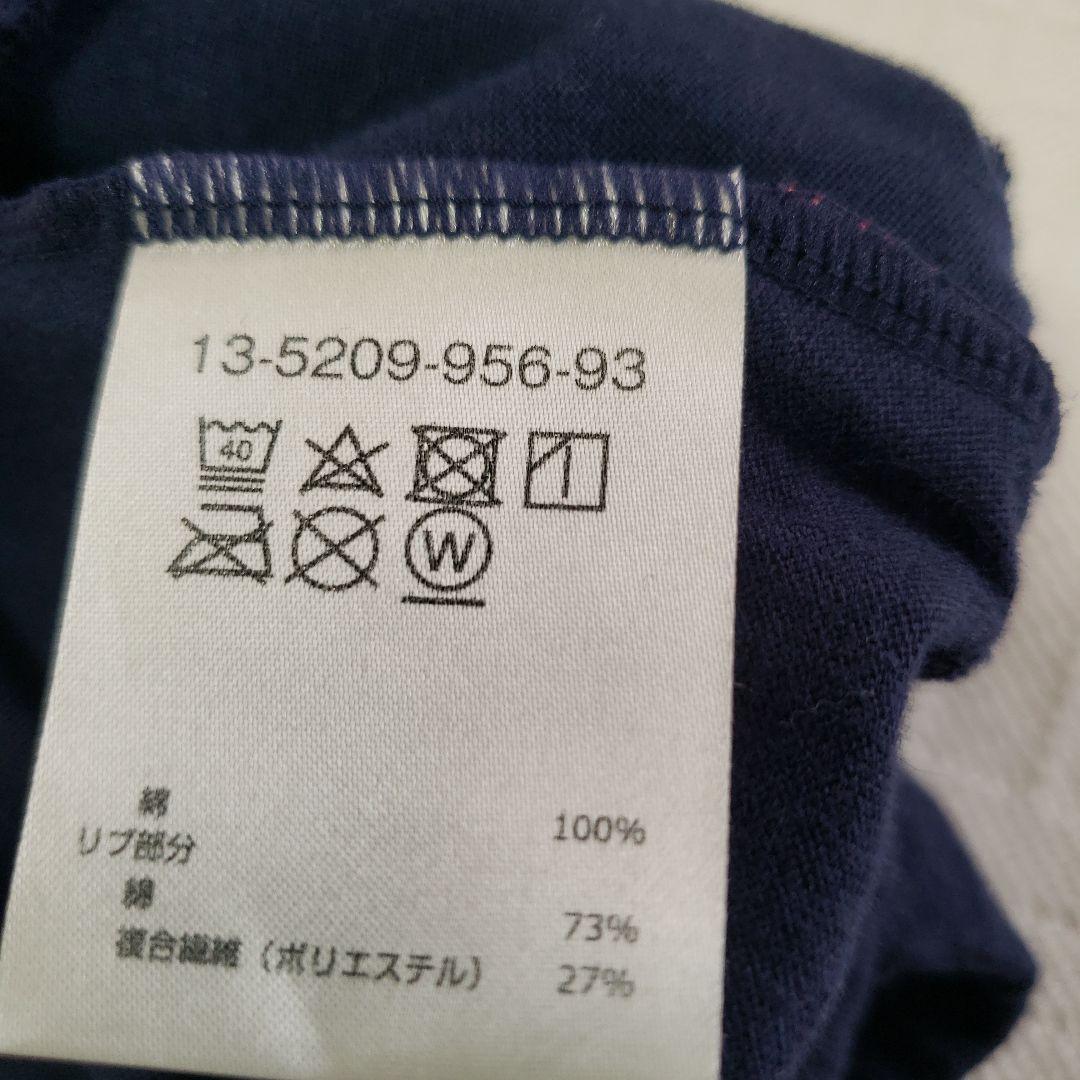 13-5209-956-93
40
W
綿 100%
リブ部分
綿 73%
複合繊維（ポリエステル） 27%